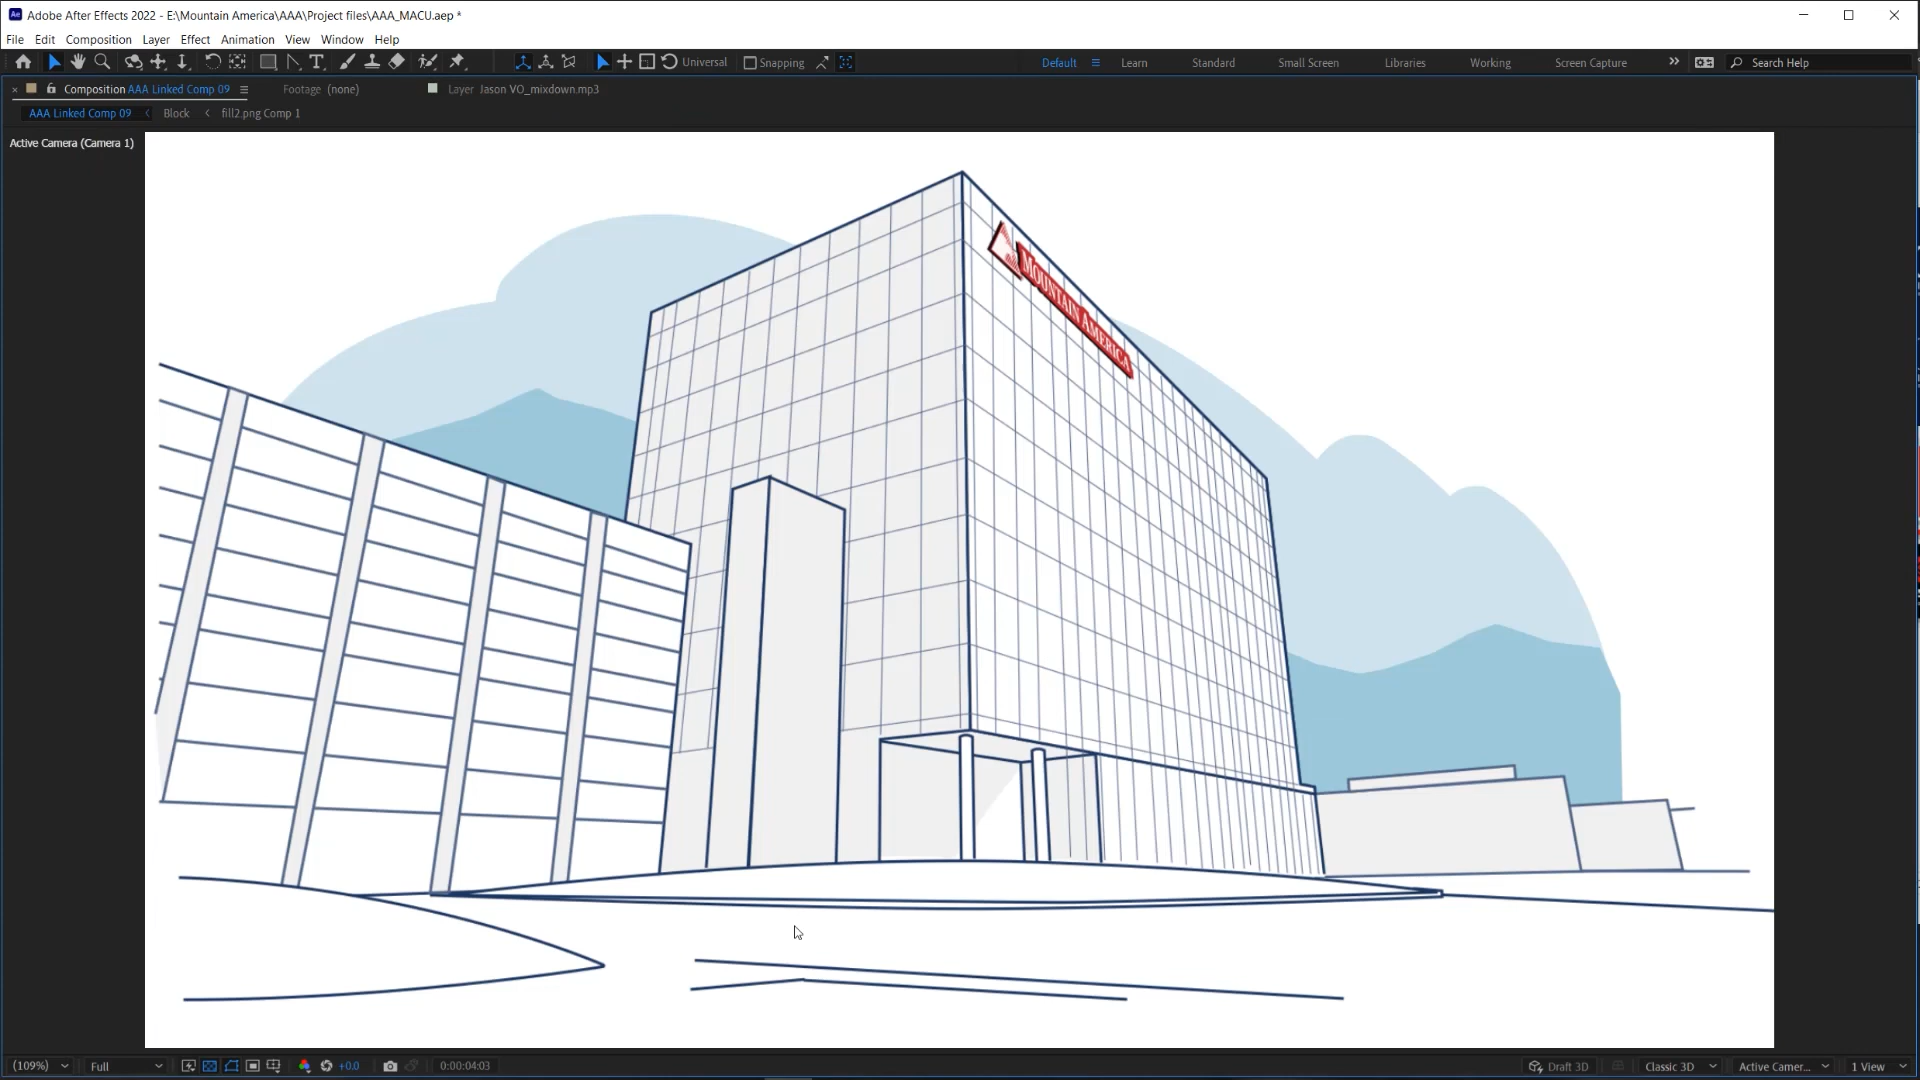 Adobe After Effects 2022 - E:\Mountain America\AAA\Project files\AAA_MACU.aep *
File Edit Composition Layer Effect Animation View Window Help
Universal Snapping Default Learn Standard Small Screen Libraries Working Screen Capture Search Help
Composition AAA Linked Comp 09 Footage (none) Layer Jason VO_mixdown.mp3
AAA Linked Comp 09 Block fill2.png Comp 1
Active Camera (Camera 1)
MOUNTAIN AMERICA
(109%) Full +0.0 0:00:04:03 Draft 3D Classic 3D Active Camer... 1 View